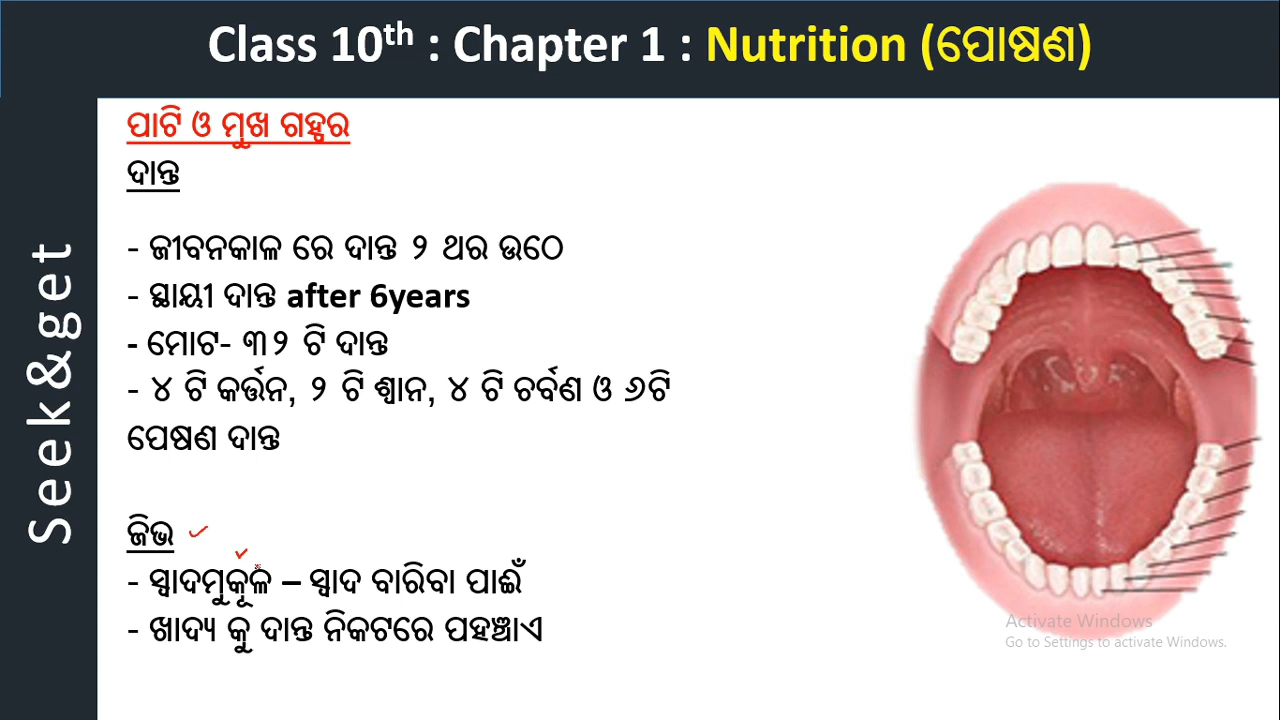 Class 10th : Chapter 1 : Nutrition (ପୋଷଣ)
Seek&get
ପାଟି ଓ ମୁଖ ଗହ୍ୱର
ଦାନ୍ତ
- ଜୀବନକାଳ ରେ ଦାନ୍ତ ୨ ଥର ଉଠେ
- ସ୍ଥାୟୀ ଦାନ୍ତ after 6years
- ମୋଟ- ୩୨ ଟି ଦାନ୍ତ
- ୪ ଟି କର୍ତ୍ତନ, ୨ ଟି ଶ୍ୱାନ, ୪ ଟି ଚର୍ବଣ ଓ ୬ଟି
ପେଷଣ ଦାନ୍ତ
ଜିଭ
- ସ୍ୱାଦମୁକୂଳ – ସ୍ୱାଦ ବାରିବା ପାଇଁ
- ଖାଦ୍ୟ କୁ ଦାନ୍ତ ନିକଟରେ ପହଞ୍ଚାଏ
Activate Windows
Go to Settings to activate Windows.